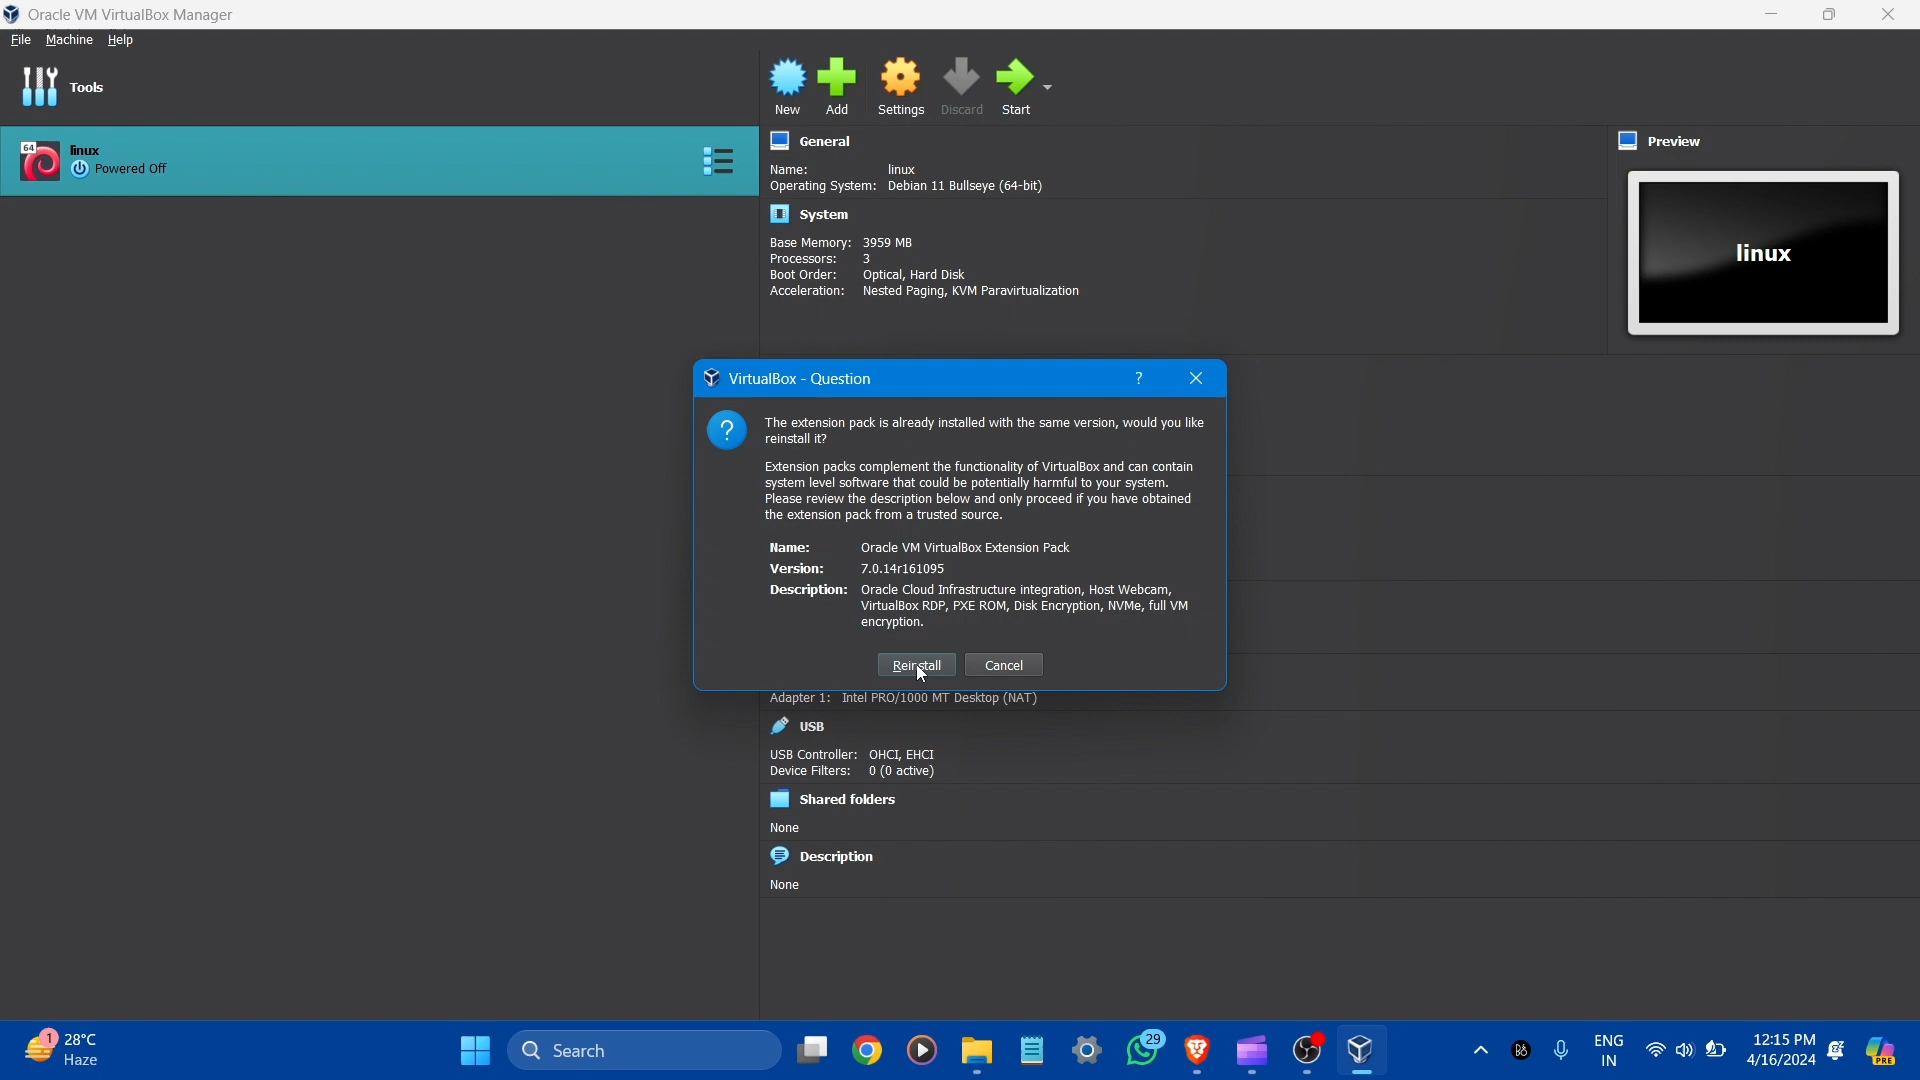 Oracle VM VirtualBox Manager
File Machine Help
Tools
New Add Settings Discard Start
64
linux
Powered Off
General
Name: linux
Operating System: Debian 11 Bullseye (64-bit)
System
Base Memory: 3959 MB
Processors: 3
Boot Order: Optical, Hard Disk
Acceleration: Nested Paging, KVM Paravirtualization
Preview
linux
VirtualBox - Question
?
The extension pack is already installed with the same version, would you like
reinstall it?
Extension packs complement the functionality of VirtualBox and can contain
system level software that could be potentially harmful to your system.
Please review the description below and only proceed if you have obtained
the extension pack from a trusted source.
Name: Oracle VM VirtualBox Extension Pack
Version: 7.0.14r161095
Description: Oracle Cloud Infrastructure integration, Host Webcam,
VirtualBox RDP, PXE ROM, Disk Encryption, NVMe, full VM
encryption.
Reinstall Cancel
Adapter 1: Intel PRO/1000 MT Desktop (NAT)
USB
USB Controller: OHCI, EHCI
Device Filters: 0 (0 active)
Shared folders
None
Description
None
1
28°C
Haze
Search
29
ENG
IN
12:15 PM
4/16/2024
PRE